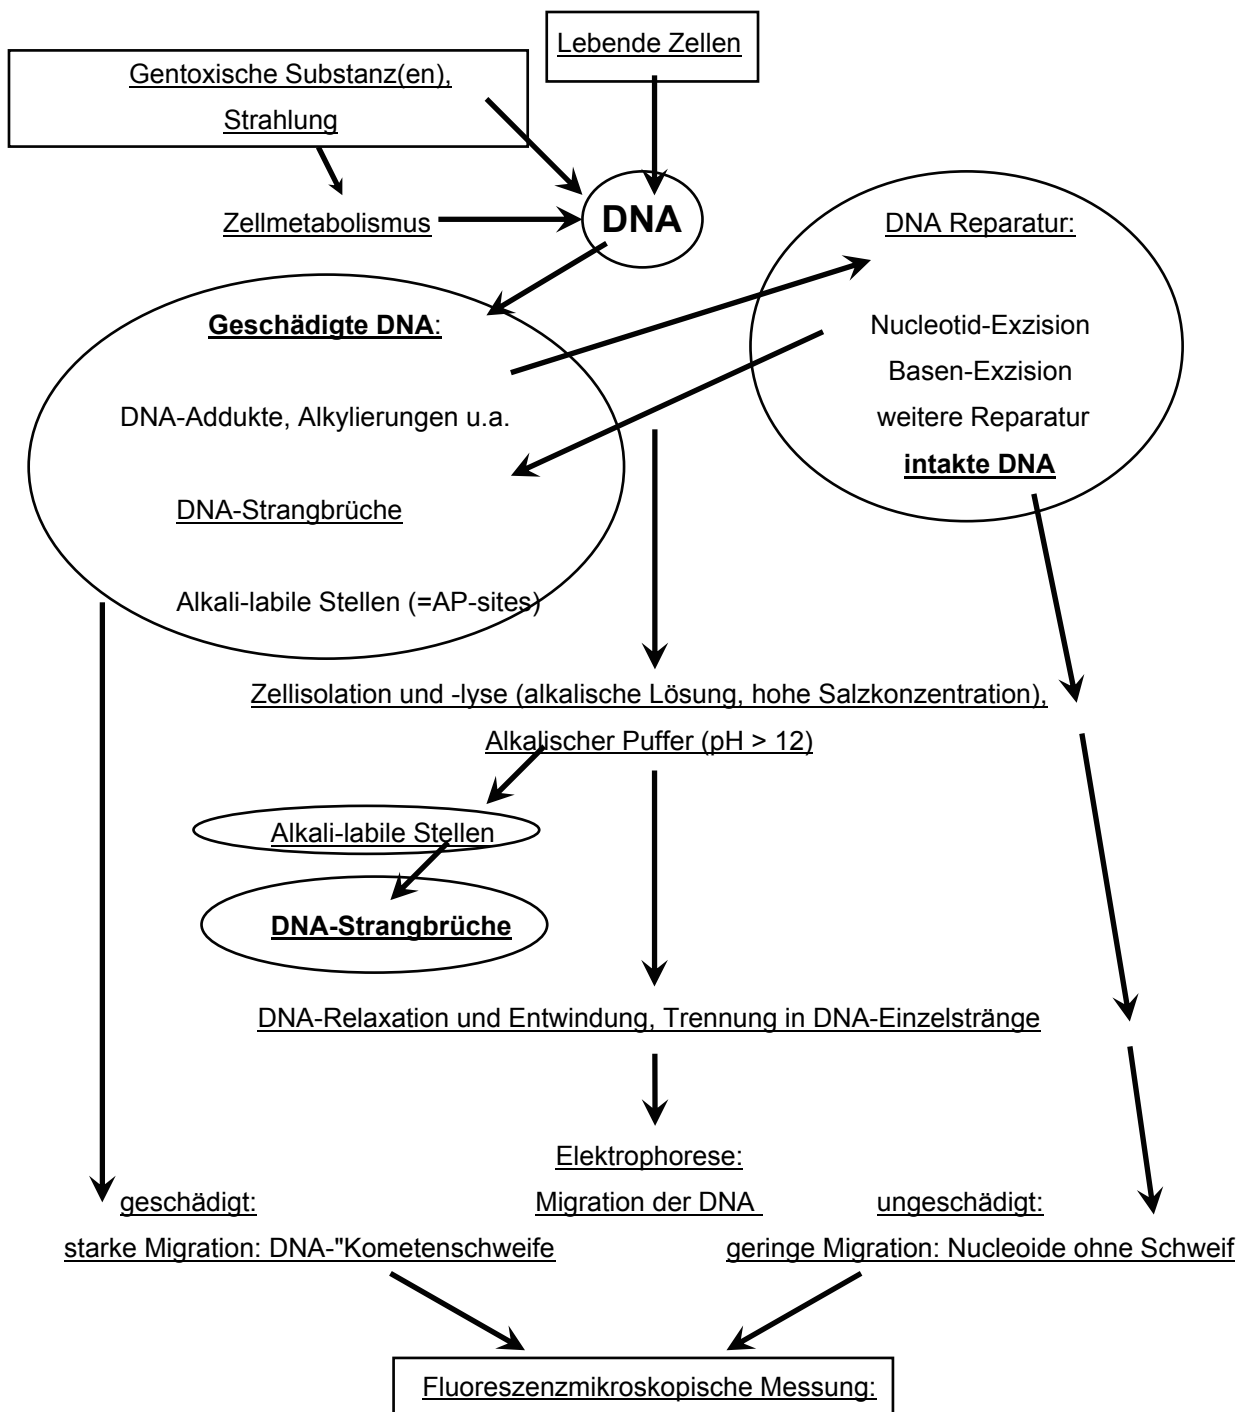 Lebende Zellen
Gentoxische Substanz(en),
Strahlung
Zellmetabolismus
DNA
DNA Reparatur:
Geschädigte DNA:
Nucleotid-Exzision
Basen-Exzision
DNA-Addukte, Alkylierungen u.a.
weitere Reparatur
intakte DNA
DNA-Strangbrüche
Alkali-labile Stellen (=AP-sites)
Zellisolation und -lyse (alkalische Lösung, hohe Salzkonzentration),
Alkalischer Puffer (pH > 12)
Alkali-labile Stellen
DNA-Strangbrüche
DNA-Relaxation und Entwindung, Trennung in DNA-Einzelstränge
Elektrophorese:
Migration der DNA
geschädigt:
starke Migration: DNA-"Kometenschweife
ungeschädigt:
geringe Migration: Nucleoide ohne Schweif
Fluoreszenzmikroskopische Messung: